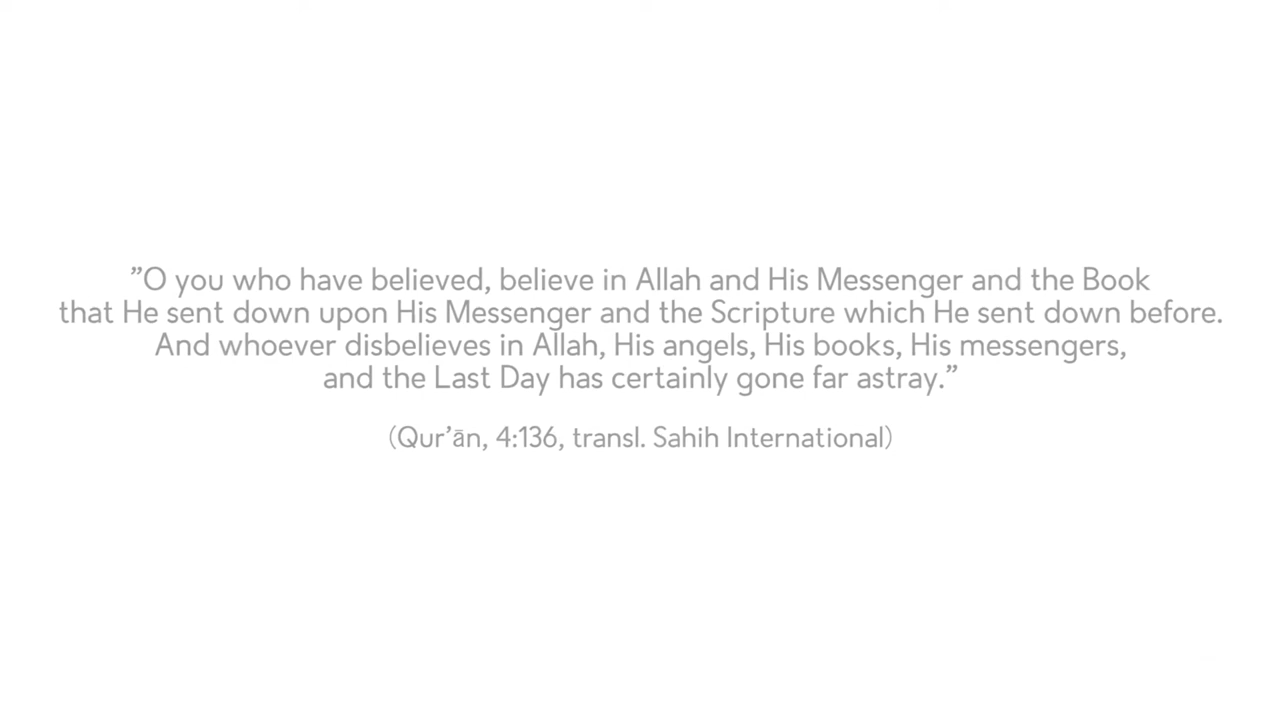 ”O you who have believed, believe in Allah and His Messenger and the Book
that He sent down upon His Messenger and the Scripture which He sent down before.
And whoever disbelieves in Allah, His angels, His books, His messengers,
and the Last Day has certainly gone far astray.”
(Qur’ān, 4:136, transl. Sahih International)